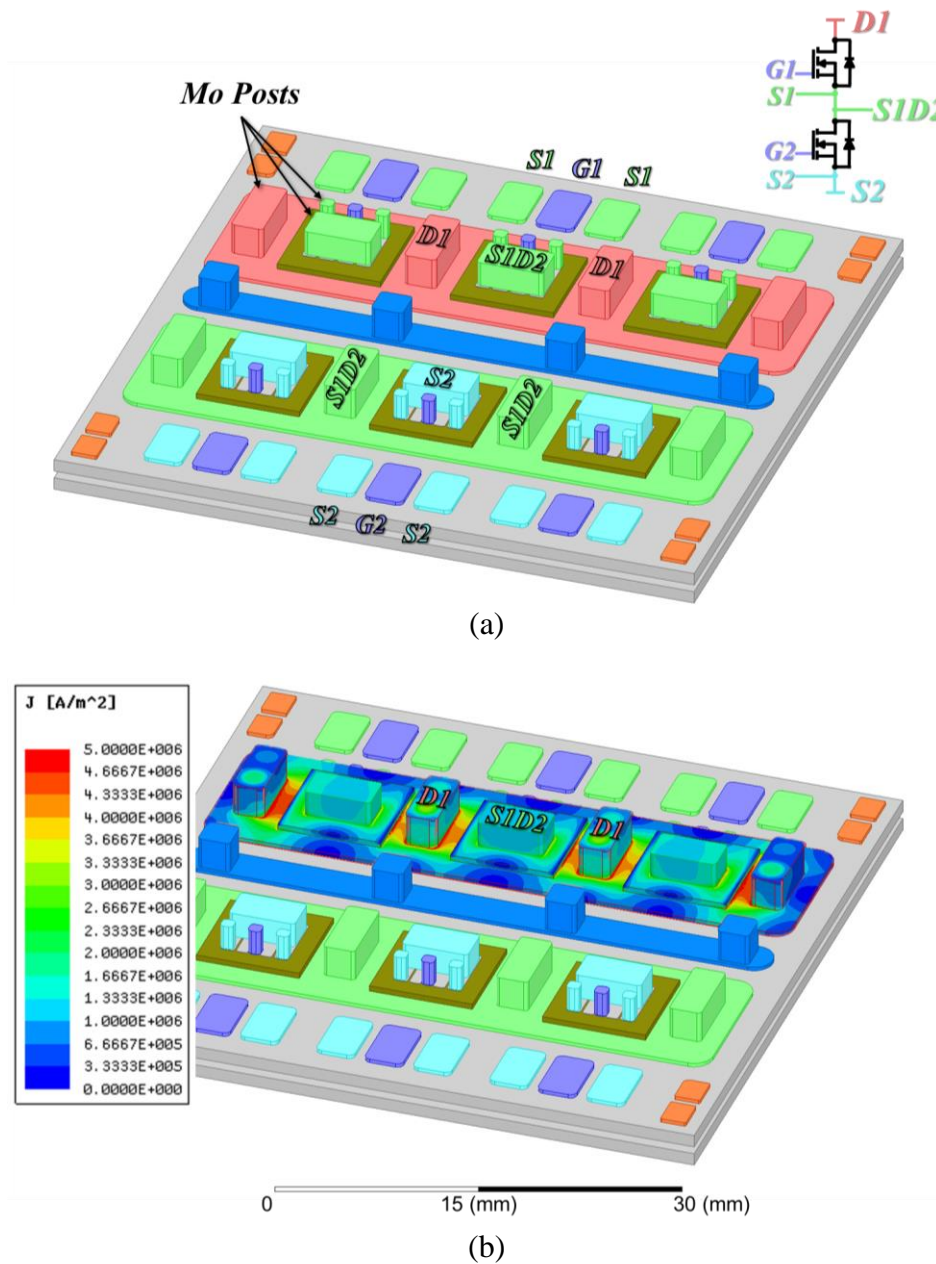 D1
G1
S1
S1D2
G2
S2
S2
Mo Posts
S1 G1 S1
D1
S1D2
D1
S1D2
S2
S1D2
S2 G2 S2
(a)
J [A/m^2]
5.0000E+006
4.6667E+006
4.3333E+006
4.0000E+006
3.6667E+006
3.3333E+006
3.0000E+006
2.6667E+006
2.3333E+006
2.0000E+006
1.6667E+006
1.3333E+006
1.0000E+006
6.6667E+005
3.3333E+005
0.0000E+000
D1
S1D2
D1
0 15 (mm) 30 (mm)
(b)